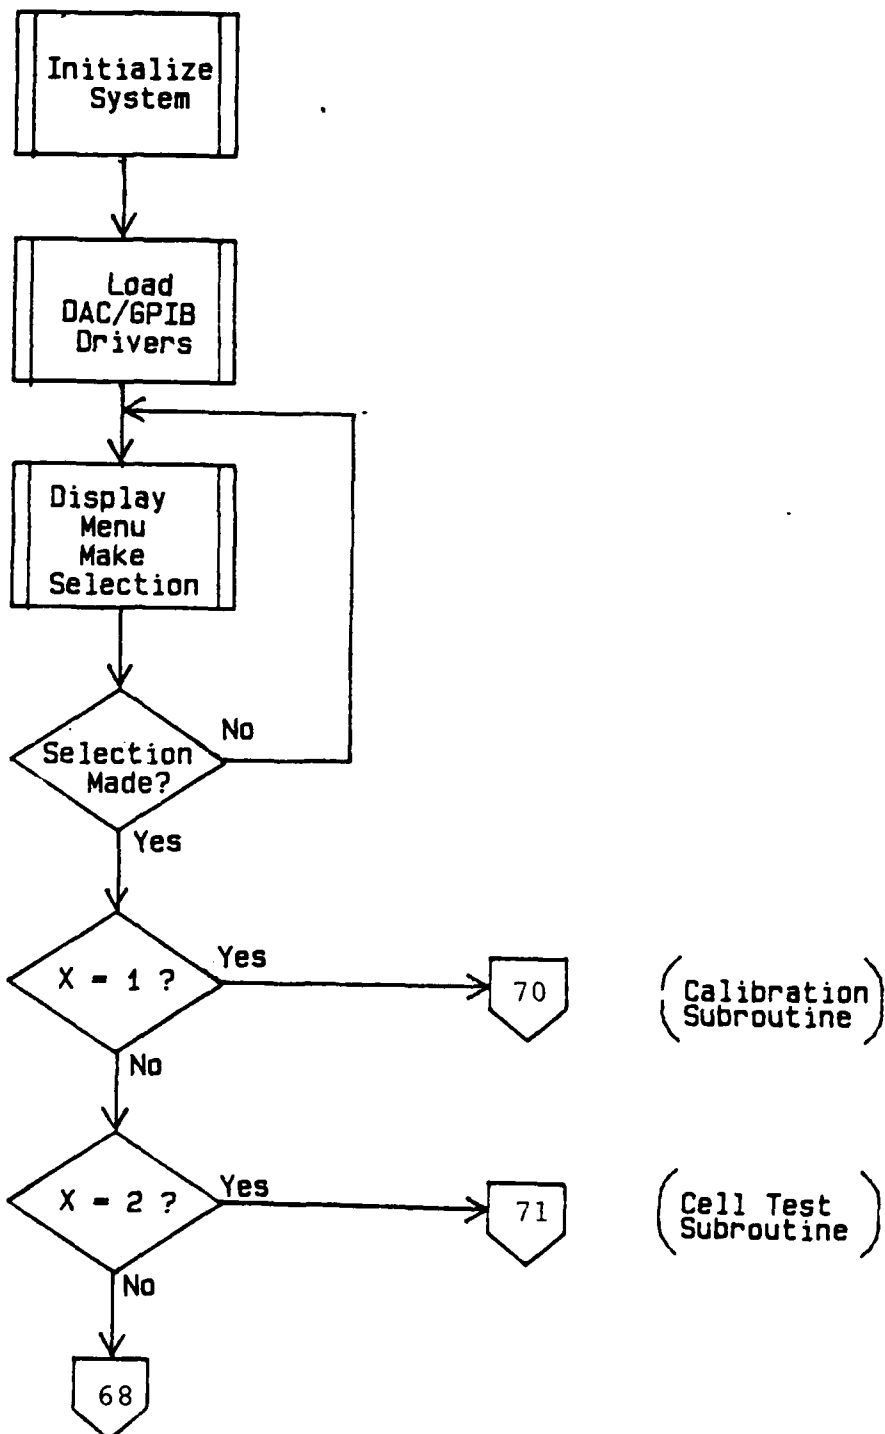 Initialize
System
Load
DAC/GPIB
Drivers
Display
Menu
Make
Selection
No
Selection
Made?
Yes
X = 1 ?
Yes
70
(Calibration
Subroutine)
No
X = 2 ?
Yes
71
(Cell Test
Subroutine)
No
68